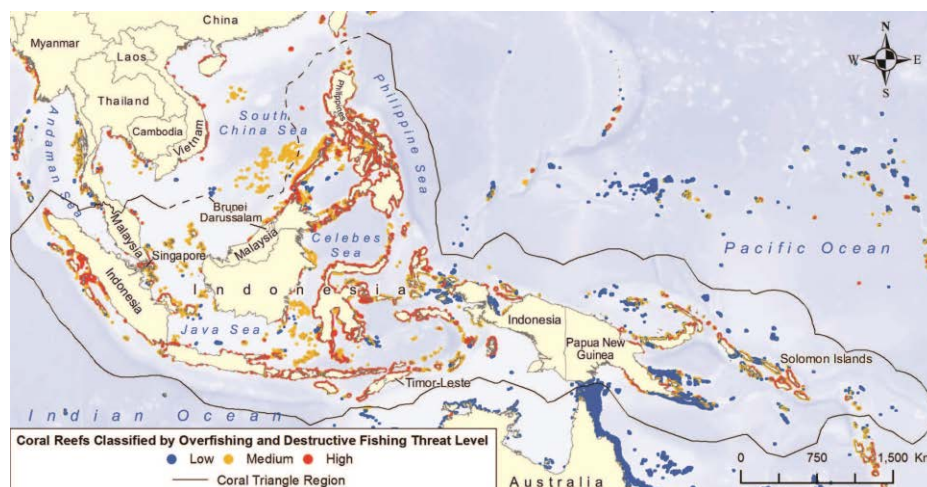 China
Myanmar
Laos
Thailand
Cambodia
Vietnam
Andaman Sea
South
China Sea
Philippines
Philippine Sea
N
W
E
S
Brunei
Darussalam
Malaysia
Malaysia
Singapore
Celebes
Sea
Pacific Ocean
Indonesia
Indonesia
Java Sea
Indonesia
Papua New
Guinea
Solomon Islands
Timor-Leste
Indian Ocean
Australia
Coral Reefs Classified by Overfishing and Destructive Fishing Threat Level
Low Medium High
Coral Triangle Region
0 750 1,500 Km